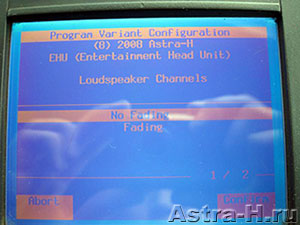 Program Variant Configuration
(8) 2008 Astra-H
EHU (Entertainment Head Unit)
Loudspeaker Channels
No Fading
Fading
1 / 2
Abort Confirm
Astra-H.ru